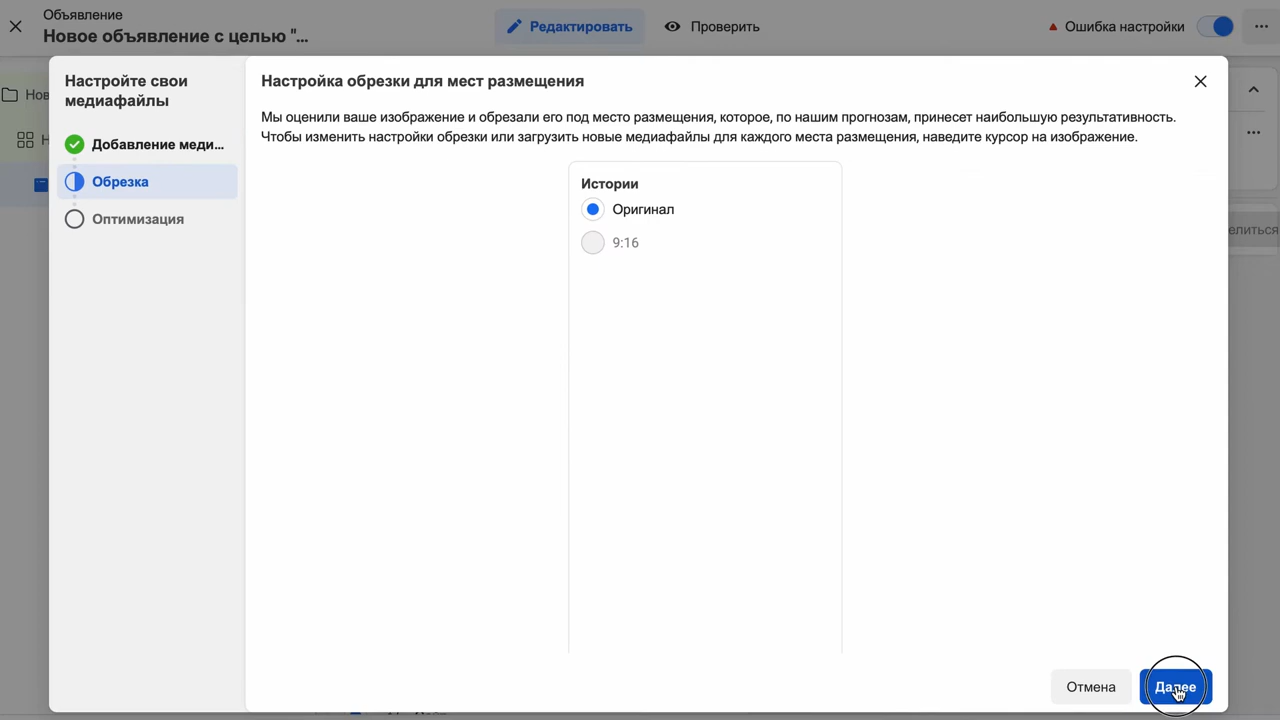 Объявление
Новое объявление с целью "...
Редактировать
Проверить
Ошибка настройки
Нов
Н
елиться
Настройте свои
медиафайлы
Добавление меди...
Обрезка
Оптимизация
Настройка обрезки для мест размещения
Мы оценили ваше изображение и обрезали его под место размещения, которое, по нашим прогнозам, принесет наибольшую результативность.
Чтобы изменить настройки обрезки или загрузить новые медиафайлы для каждого места размещения, наведите курсор на изображение.
Истории
Оригинал
9:16
Отмена
Далее